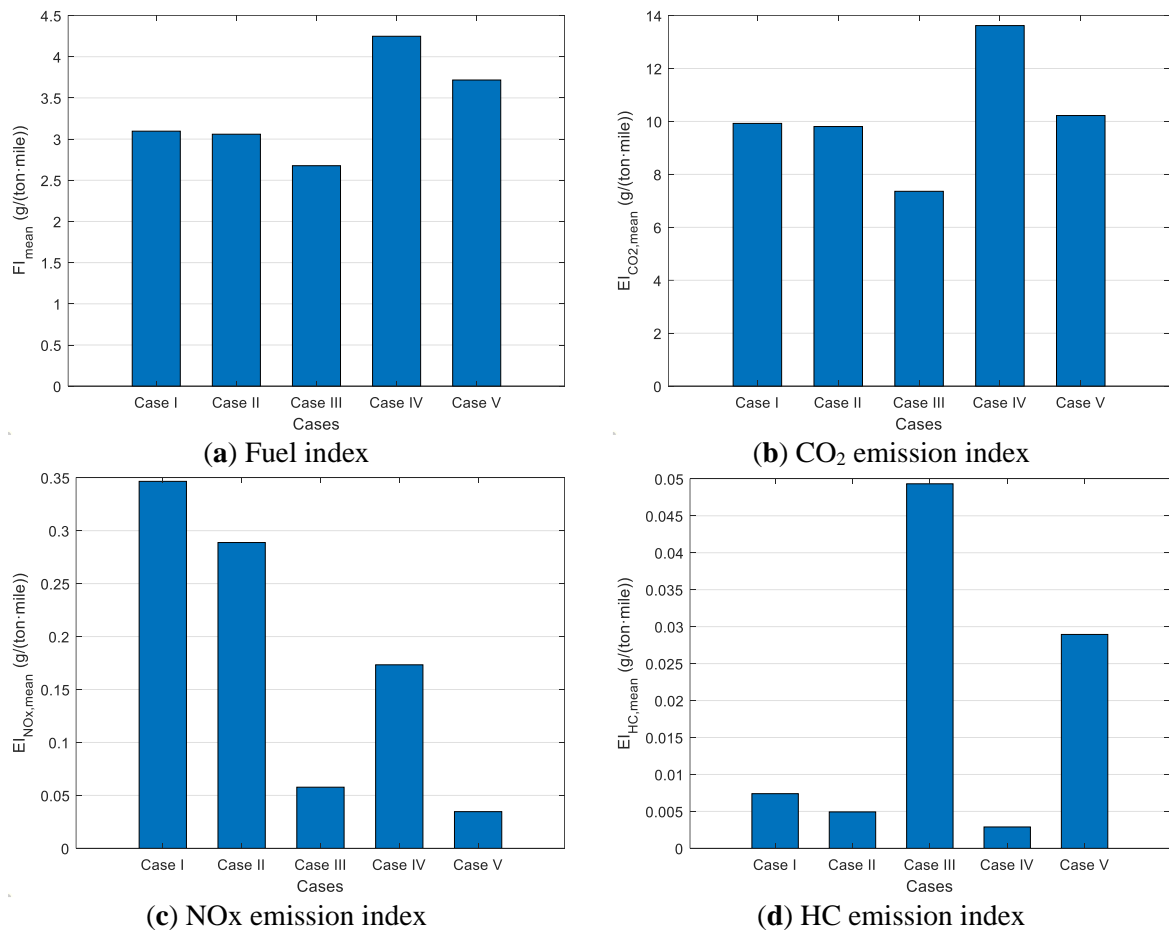 4.5
4
3.5
3
2.5
2
1.5
1
0.5
0
FI_mean (g/(ton·mile))
Case I Case II Case III Case IV Case V
Cases
(a) Fuel index
14
12
10
8
6
4
2
0
EI_CO2,mean (g/(ton·mile))
Case I Case II Case III Case IV Case V
Cases
(b) CO₂ emission index
0.35
0.3
0.25
0.2
0.15
0.1
0.05
0
EI_NOx,mean (g/(ton·mile))
Case I Case II Case III Case IV Case V
Cases
(c) NOx emission index
0.05
0.045
0.04
0.035
0.03
0.025
0.02
0.015
0.01
0.005
0
EI_HC,mean (g/(ton·mile))
Case I Case II Case III Case IV Case V
Cases
(d) HC emission index